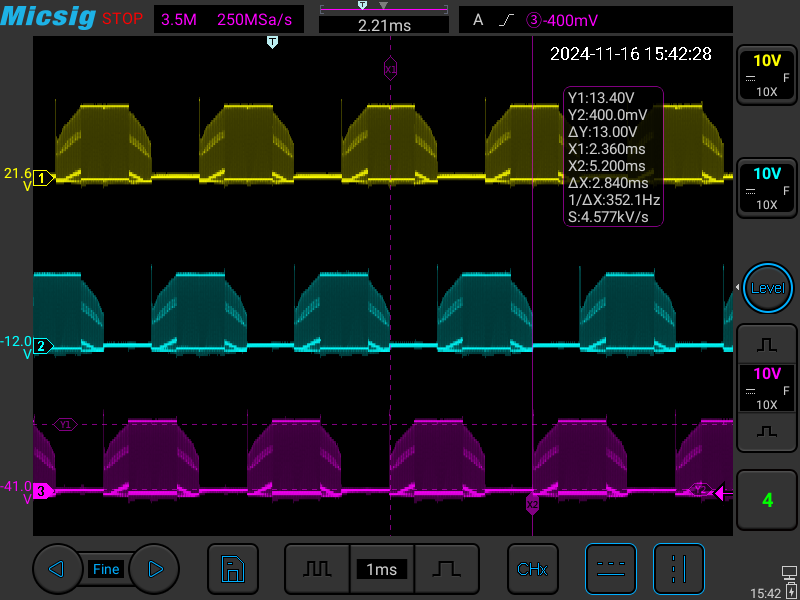 Micsig STOP 3.5M 250MSa/s T 2.21ms A 3 -400mV
T
2024-11-16 15:42:28
X1
Y1:13.40V
Y2:400.0mV
ΔY:13.00V
X1:2.360ms
X2:5.200ms
ΔX:2.840ms
1/ΔX:352.1Hz
S:4.577kV/s
10V
F
10X
21.6
V
1
10V
F
10X
Level
-12.0
V
2
10V
F
10X
Y1
-41.0
V
3
Y2
X2
4
Fine
1ms
CHx
15:42